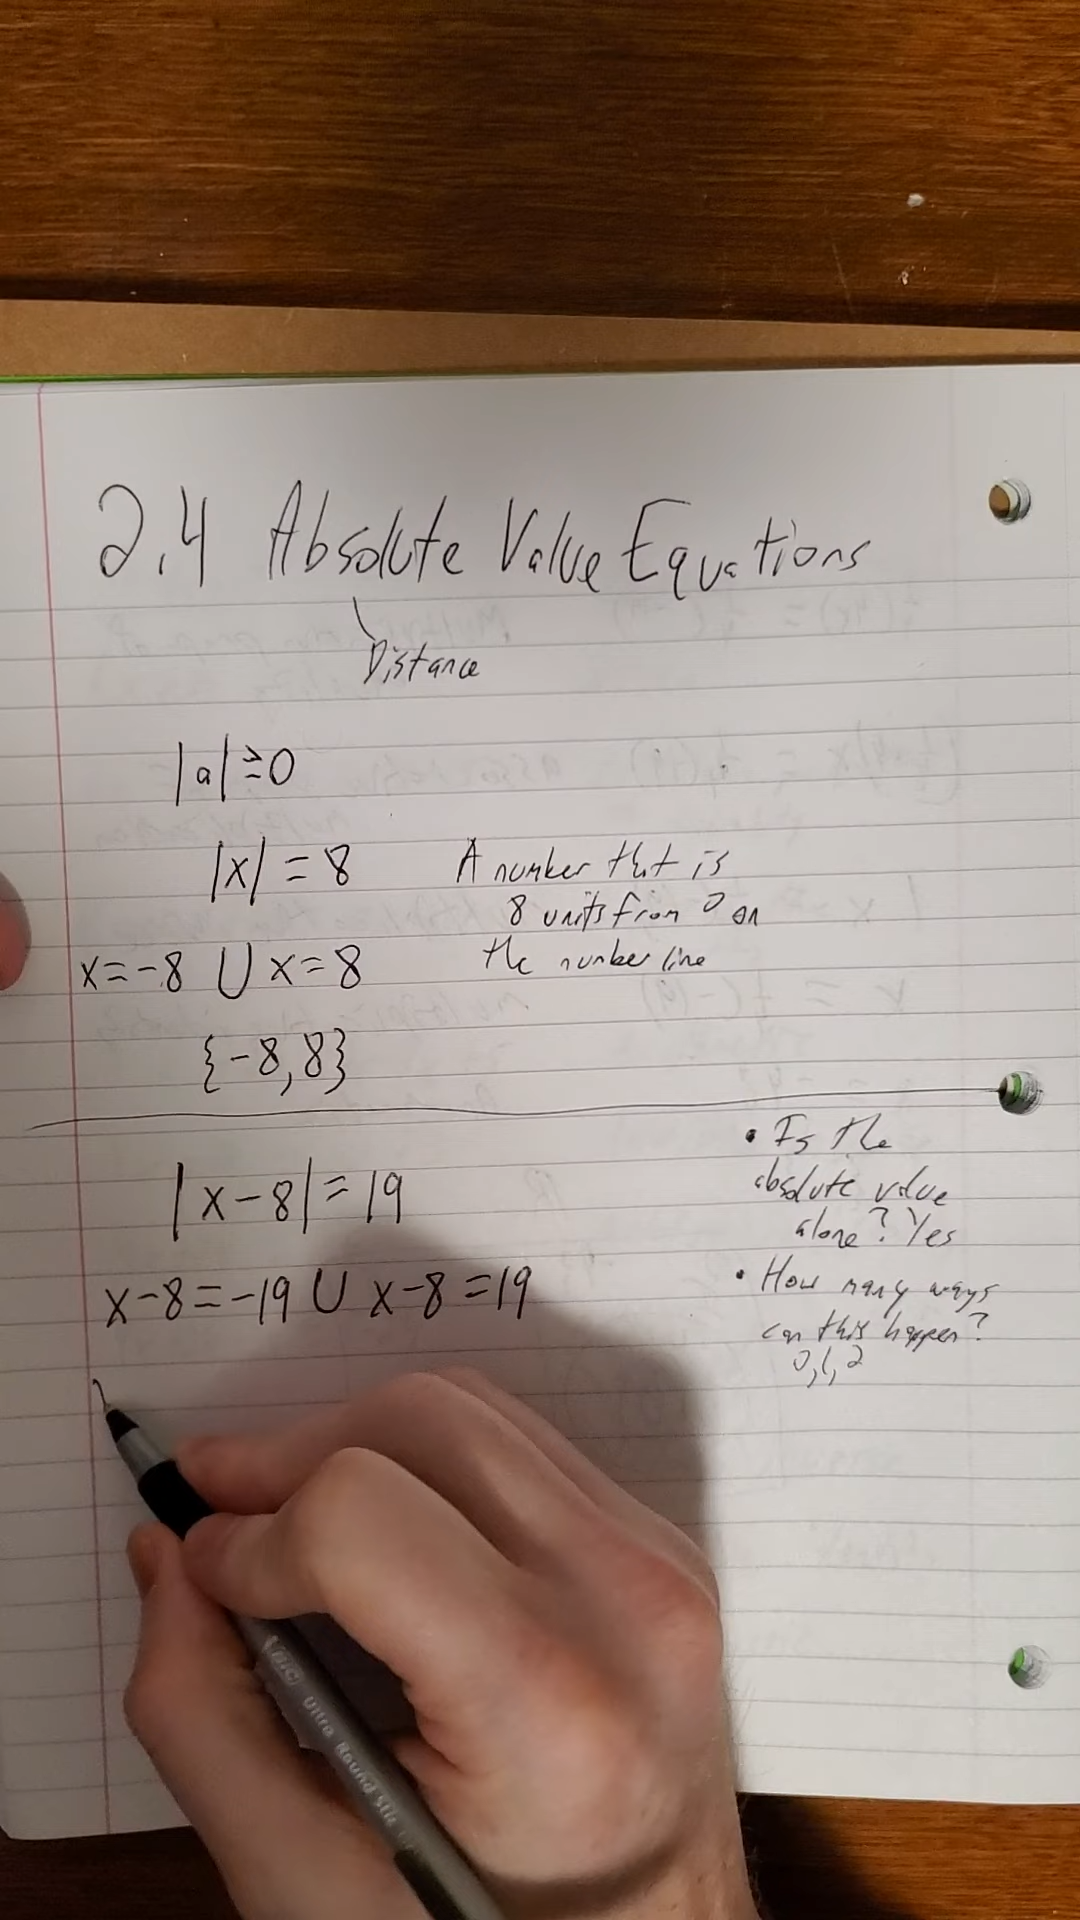 2.4 Absolute Value Equations
Distance
|a| ≥ 0
|x| = 8
A number that is
8 units from 0 on
the number line
x = -8 ∪ x = 8
{-8, 8}
|x - 8| = 19
x - 8 = -19 ∪ x - 8 = 19
• Is the
absolute value
alone? Yes
• How many ways
can this happen?
0, 1, 2
Ultra Round Stic